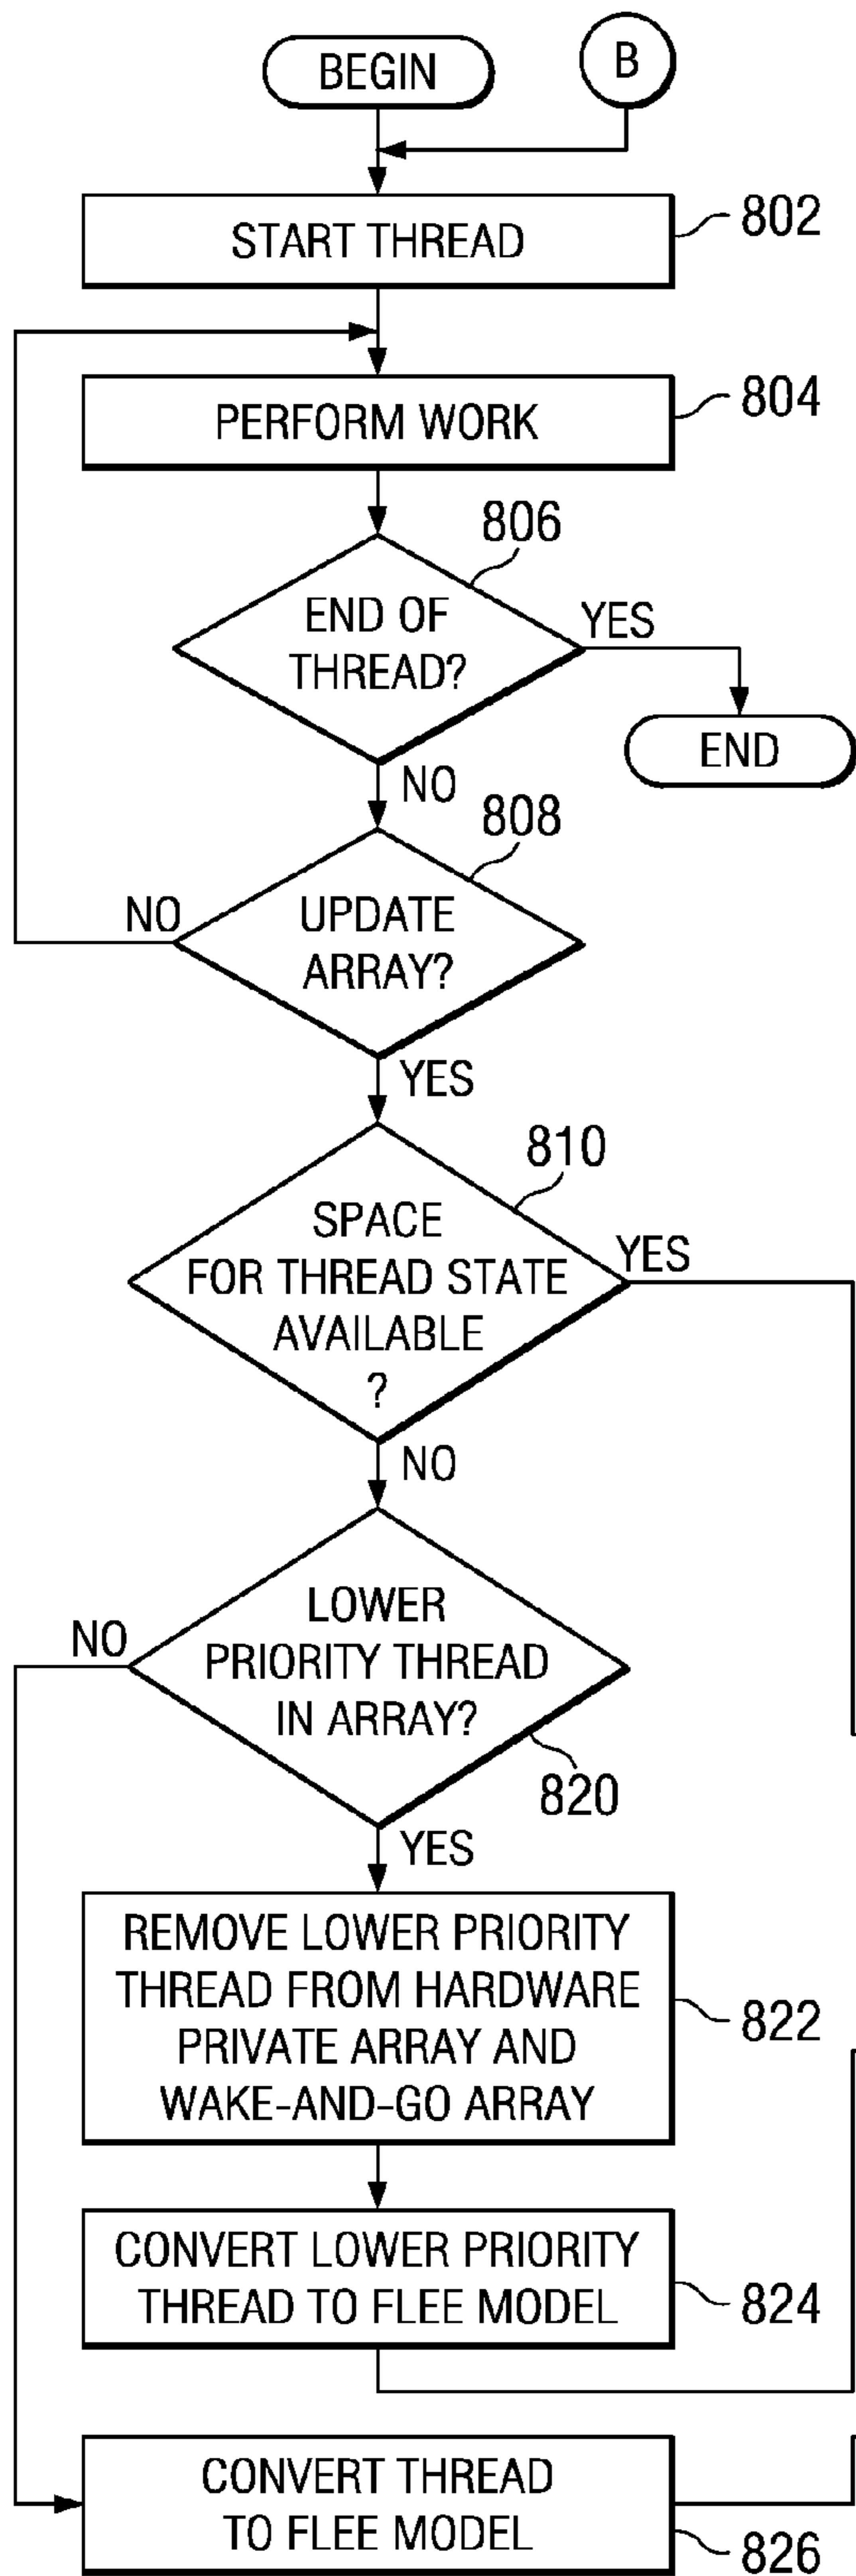 BEGIN
B
START THREAD
802
PERFORM WORK
804
806
END OF
THREAD?
YES
END
NO
808
NO
UPDATE
ARRAY?
YES
810
SPACE
FOR THREAD STATE
AVAILABLE
?
YES
NO
NO
LOWER
PRIORITY THREAD
IN ARRAY?
820
YES
REMOVE LOWER PRIORITY
THREAD FROM HARDWARE
PRIVATE ARRAY AND
WAKE-AND-GO ARRAY
822
CONVERT LOWER PRIORITY
THREAD TO FLEE MODEL
824
CONVERT THREAD
TO FLEE MODEL
826